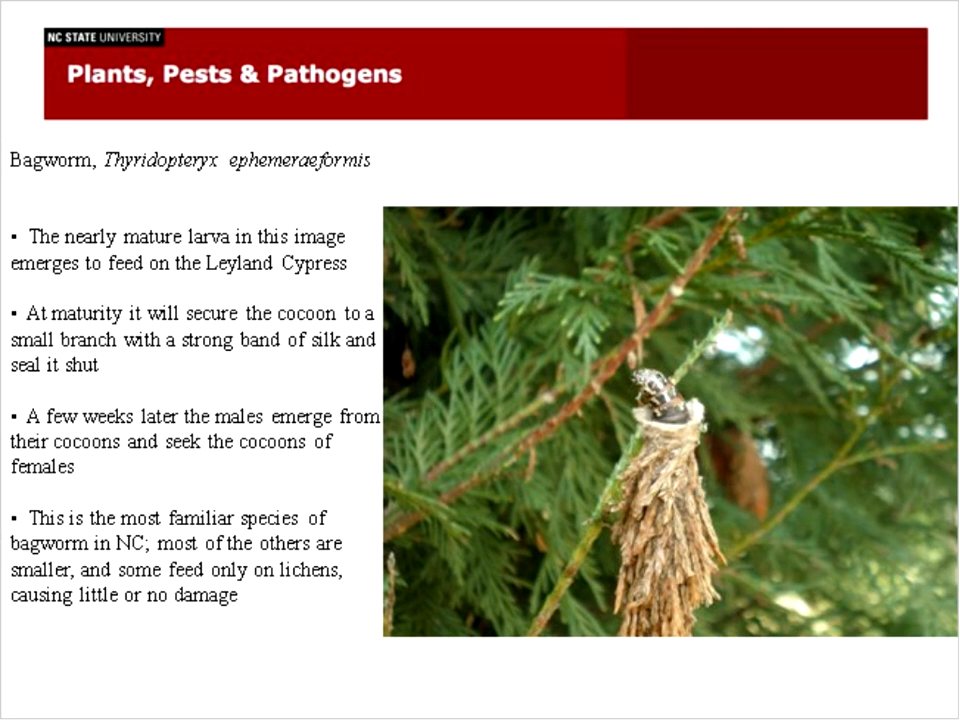 NC STATE UNIVERSITY
Plants, Pests & Pathogens
Bagworm, Thyridopteryx ephemeraeformis
▪ The nearly mature larva in this image
emerges to feed on the Leyland Cypress
▪ At maturity it will secure the cocoon to a
small branch with a strong band of silk and
seal it shut
▪ A few weeks later the males emerge from
their cocoons and seek the cocoons of
females
▪ This is the most familiar species of
bagworm in NC; most of the others are
smaller, and some feed only on lichens,
causing little or no damage